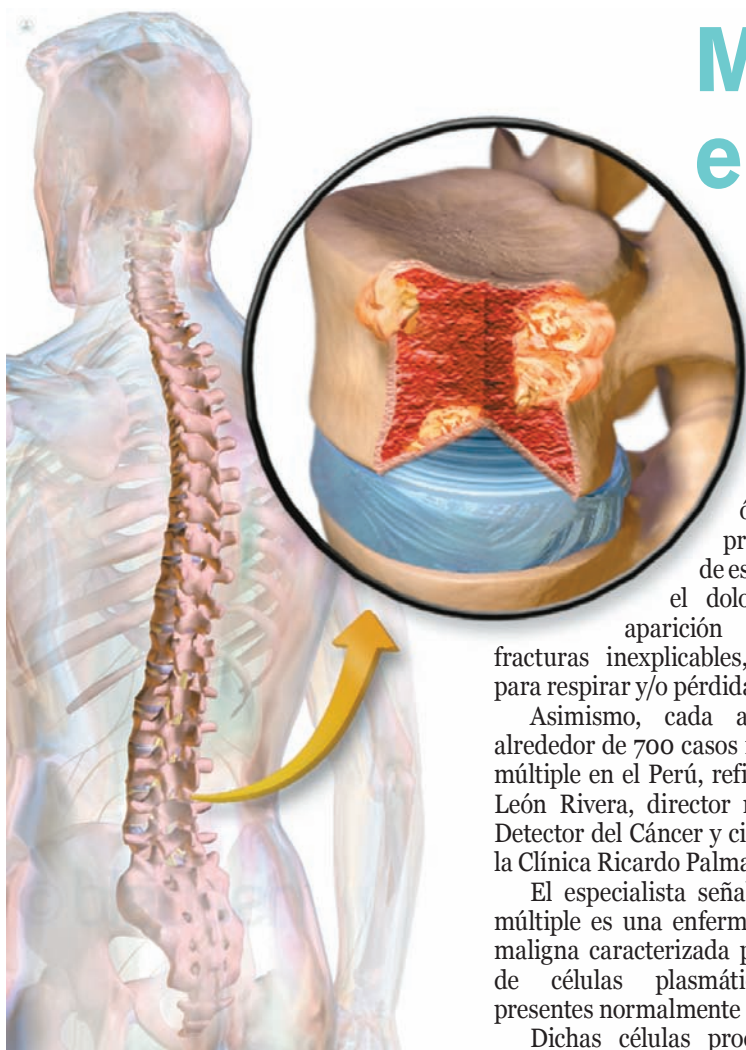 M
e
ó
pr
de es
el dolo
aparición
fracturas inexplicables,
para respirar y/o pérdida
Asimismo, cada a
alrededor de 700 casos
múltiple en el Perú, refi
León Rivera, director
Detector del Cáncer y ci
la Clínica Ricardo Palma
El especialista señal
múltiple es una enferm
maligna caracterizada p
de células plasmáti
presentes normalmente
Dichas células prod